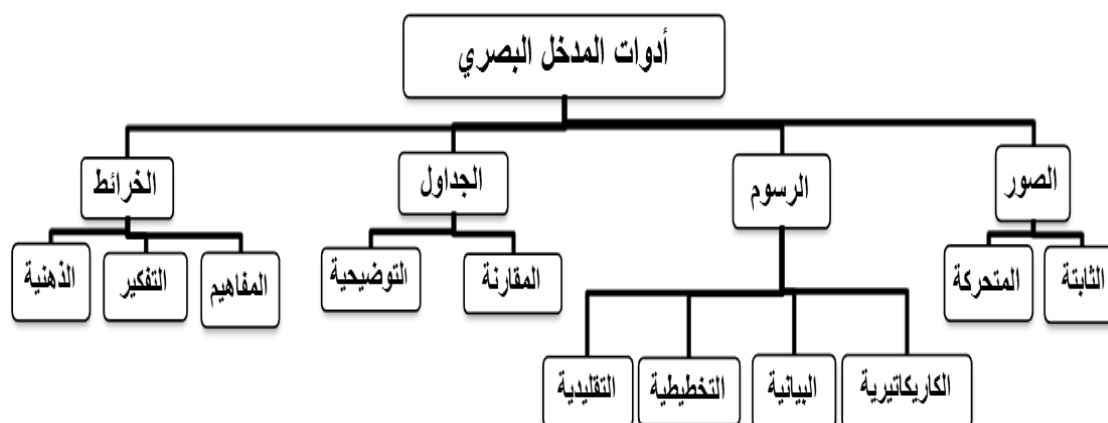 أدوات المدخل البصري
الصور
الرسوم
الجداول
الخرائط
الثابتة
المتحركة
المقارنة
التوضيحية
المفاهيم
التفكير
الذهنية
الكاريكاتيرية
البيانية
التخطيطية
التقليدية